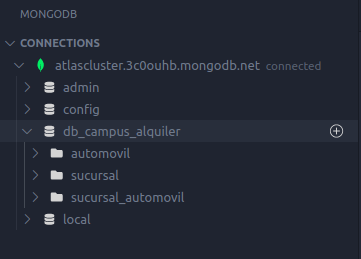 MONGODB
CONNECTIONS
atlascluster.3c0ouhb.mongodb.net connected
admin
config
db_campus_alquiler
automovil
sucursal
sucursal_automovil
local